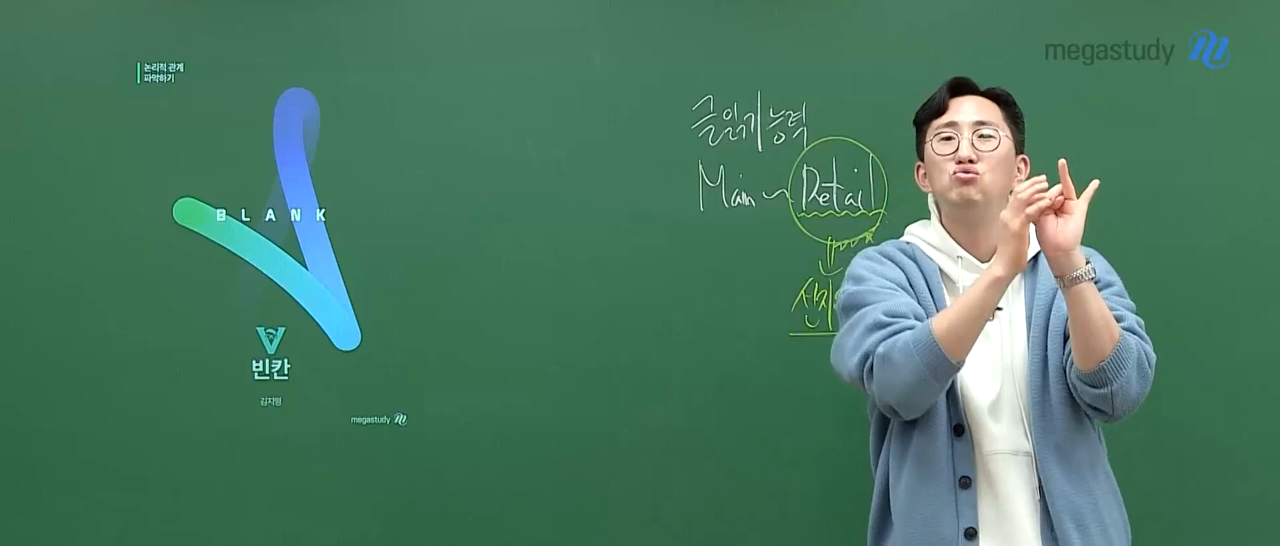 megastudy
논리적 관계
파악하기
BLANK
빈칸
김지영
megastudy
글읽기 능력
Main ~ Detail